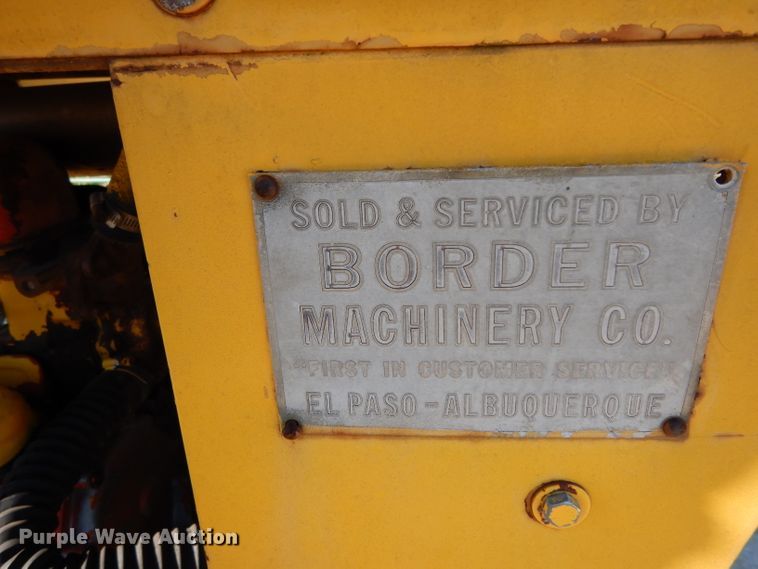 SOLD & SERVICED BY
BORDER
MACHINERY CO.
"FIRST IN CUSTOMER SERVICE"
EL PASO - ALBUQUERQUE
Purple Wave Auction